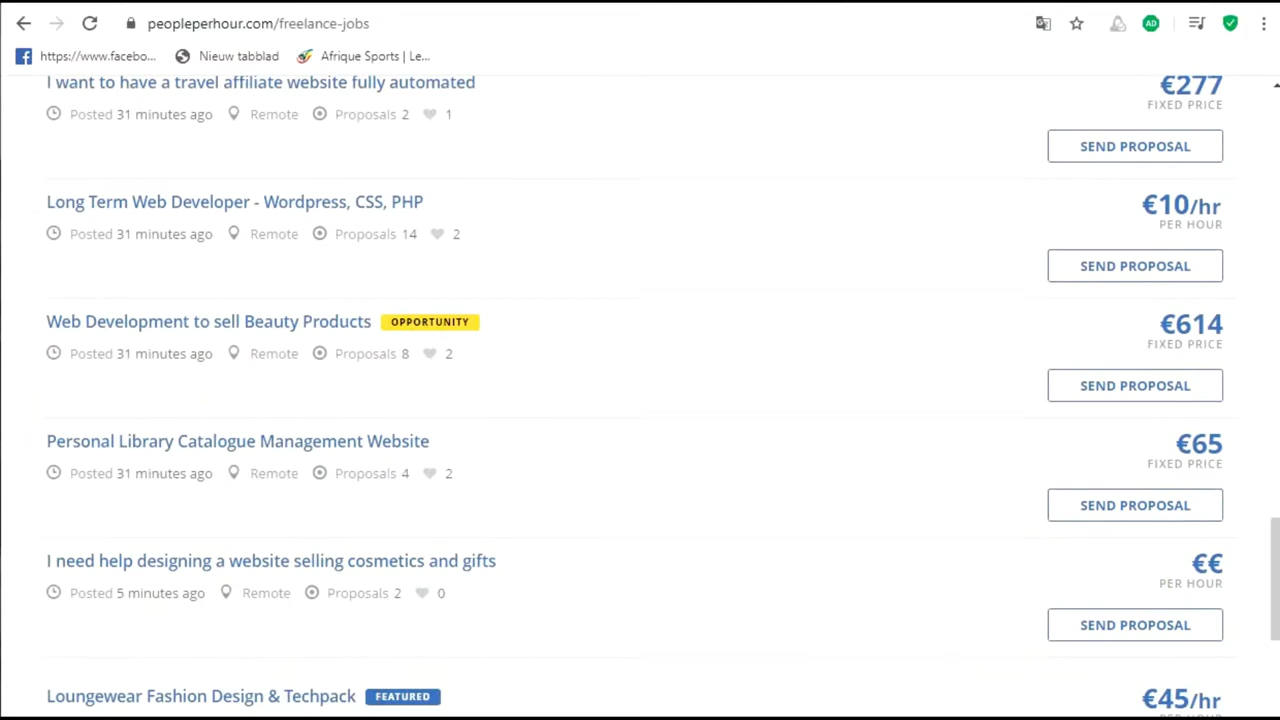 peopleperhour.com/freelance-jobs
AD
https://www.facebo... Nieuw tabblad Afrique Sports | Le...
I want to have a travel affiliate website fully automated
€277
FIXED PRICE
Posted 31 minutes ago Remote Proposals 2 1
SEND PROPOSAL
Long Term Web Developer - Wordpress, CSS, PHP
€10/hr
PER HOUR
Posted 31 minutes ago Remote Proposals 14 2
SEND PROPOSAL
Web Development to sell Beauty Products OPPORTUNITY
€614
FIXED PRICE
Posted 31 minutes ago Remote Proposals 8 2
SEND PROPOSAL
Personal Library Catalogue Management Website
€65
FIXED PRICE
Posted 31 minutes ago Remote Proposals 4 2
SEND PROPOSAL
I need help designing a website selling cosmetics and gifts
€€
PER HOUR
Posted 5 minutes ago Remote Proposals 2 0
SEND PROPOSAL
Loungewear Fashion Design & Techpack FEATURED
€45/hr
PER HOUR